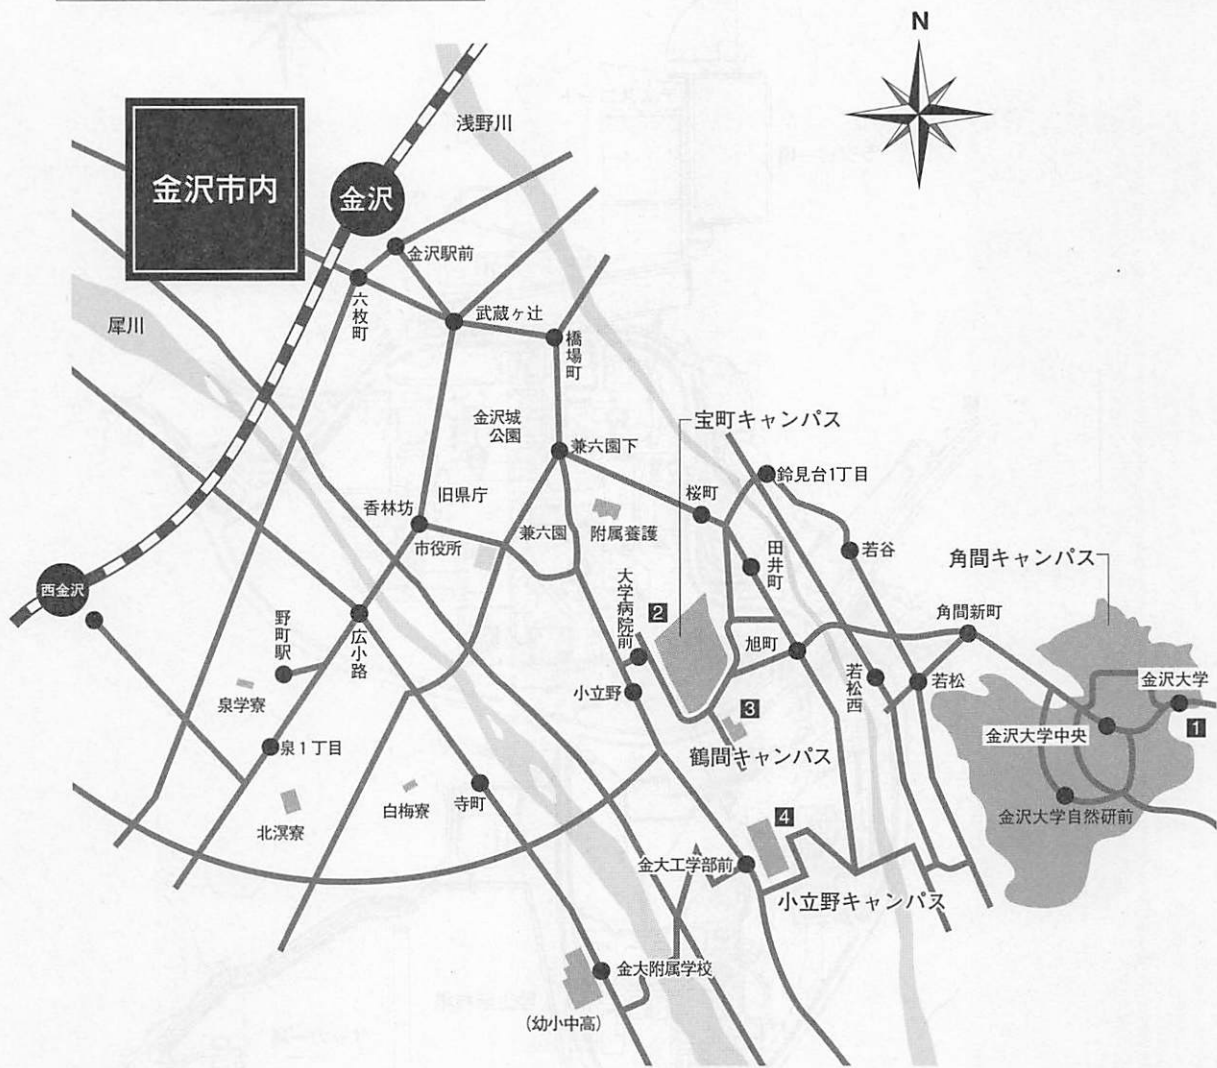 N
浅野川
金沢市内
金沢
金沢駅前
六枚町
武蔵ヶ辻
犀川
橋場町
金沢城
公園
宝町キャンパス
兼六園下
鈴見台1丁目
桜町
旧県庁
香林坊
市役所
兼六園
附属養護
田井町
若谷
角間キャンパス
西金沢
大学病院前
2
野町駅
広小路
旭町
角間新町
小立野
若松西
若松
金沢大学
1
泉学寮
3
金沢大学中央
泉1丁目
鶴間キャンパス
白梅寮
寺町
北溟寮
4
金沢大学自然研前
金大工学部前
小立野キャンパス
金大附属学校
(幼小中高)